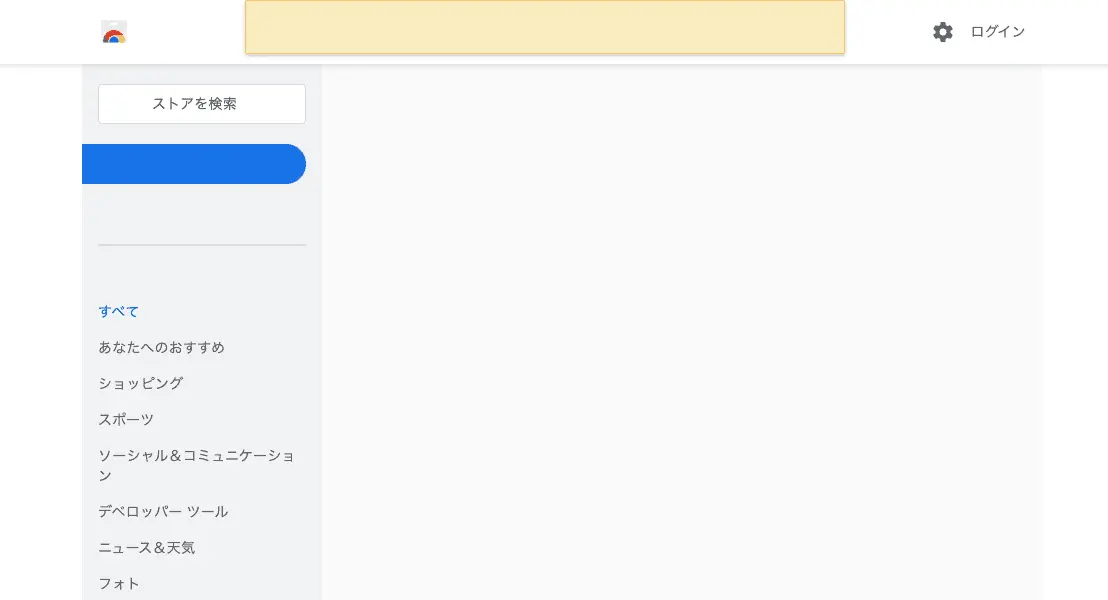 ログイン
ストアを検索
すべて
あなたへのおすすめ
ショッピング
スポーツ
ソーシャル＆コミュニケーショ
ン
デベロッパー ツール
ニュース＆天気
フォト